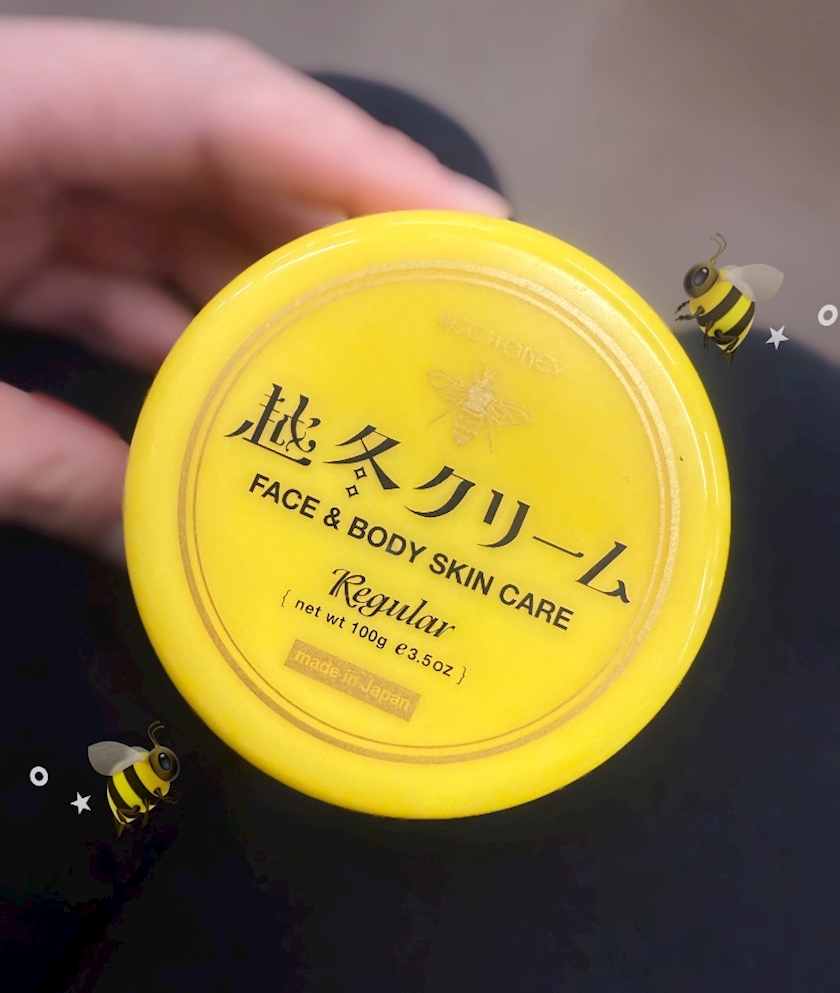 BEE HONEY
越冬クリーム
FACE & BODY SKIN CARE
Regular
{ net wt 100g e3.5oz }
made in Japan